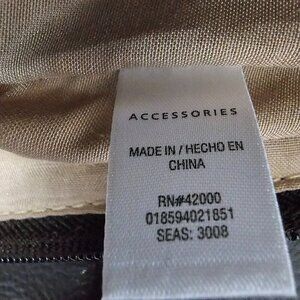 ACCESSORIES
MADE IN / HECHO EN
CHINA
RN#42000
018594021851
SEAS: 3008